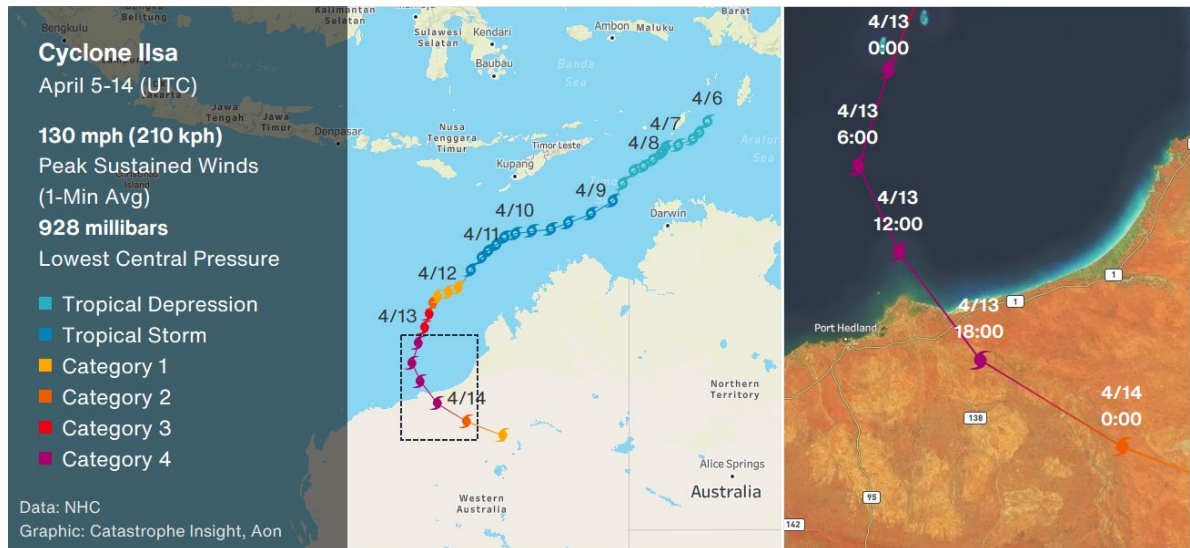 Cyclone Ilsa
April 5-14 (UTC)
130 mph (210 kph)
Peak Sustained Winds
(1-Min Avg)
928 millibars
Lowest Central Pressure
Tropical Depression
Tropical Storm
Category 1
Category 2
Category 3
Category 4
Data: NHC
Graphic: Catastrophe Insight, Aon
Bengkulu
Bangka
Belitung
Kalimantan
Selatan
Sulawesi
Selatan
Kendari
Baubau
Ambon
Maluku
Barat
Java Sea
Banda
Sea
Jakarta
Jawa
Tengah
Jawa
Timur
Denpasar
Christmas
Island
Nusa
Tenggara
Timur
Timor Leste
Kupang
Arafura
Sea
Darwin
Northern
Territory
Alice Springs
Australia
Western
Australia
4/6
4/7
4/8
4/9
4/10
4/11
4/12
4/13
4/14
4/13
0:00
4/13
6:00
4/13
12:00
4/13
18:00
4/14
0:00
Port Hedland
1
1
138
95
142